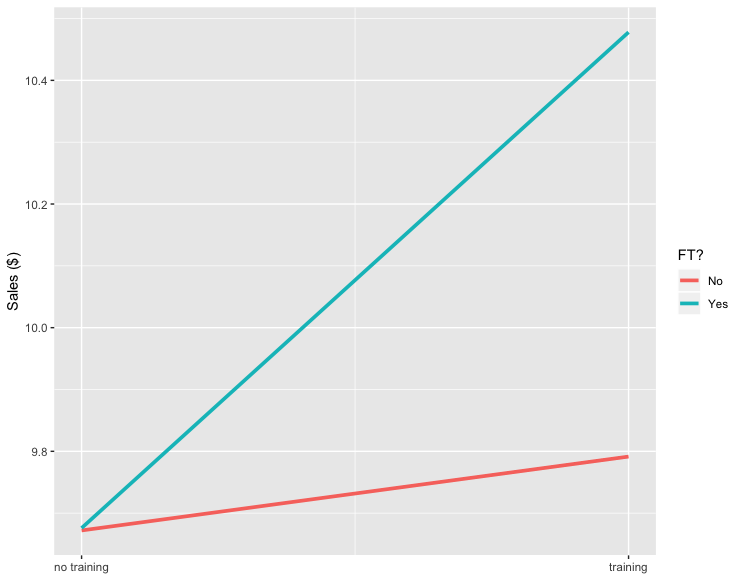 Sales ($)
10.4
10.2
10.0
9.8
no training
training
FT?
No
Yes